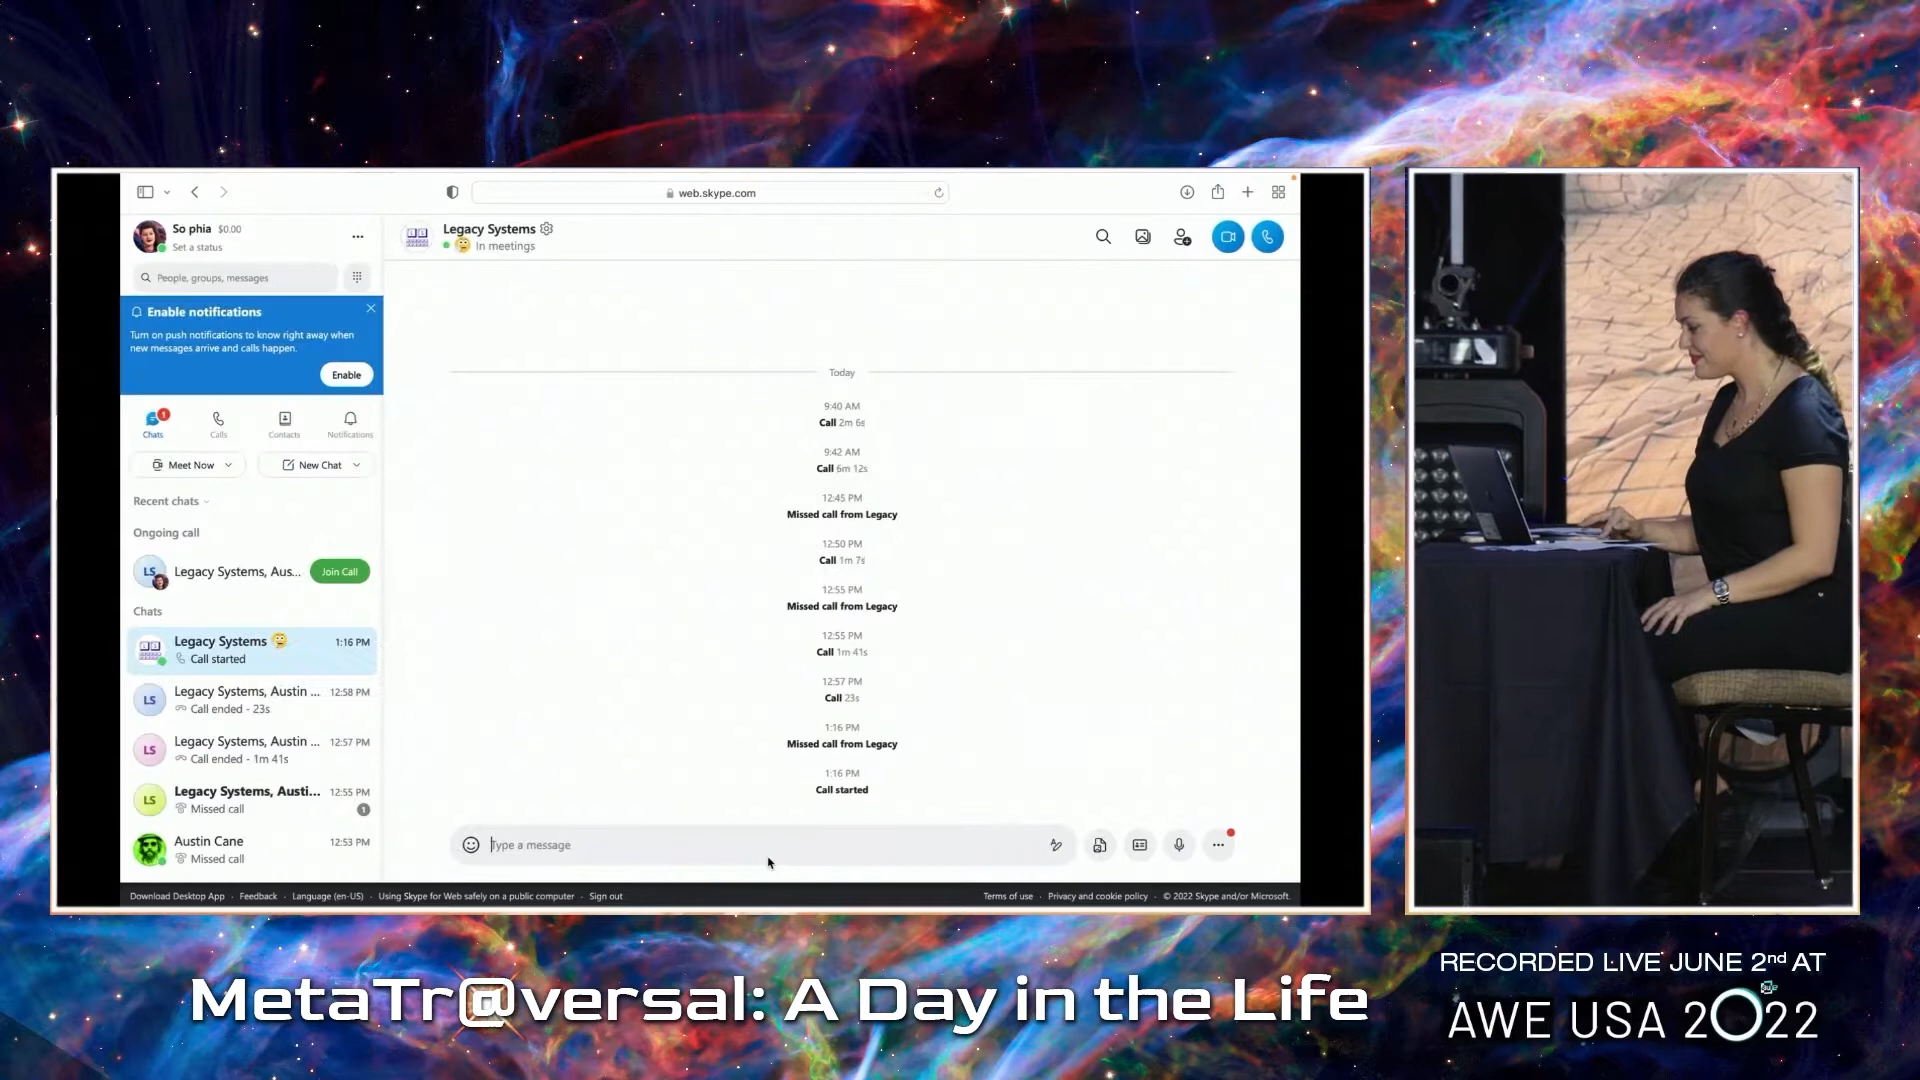 web.skype.com
So phia $0.00
Set a status
People, groups, messages
Enable notifications
Turn on push notifications to know right away when
new messages arrive and calls happen.
Enable
1
Chats
Calls
Contacts
Notifications
Meet Now
New Chat
Recent chats
Ongoing call
LS
Legacy Systems, Aus...
Join Call
Chats
Legacy Systems
1:16 PM
Call started
LS
Legacy Systems, Austin ...
12:58 PM
Call ended - 23s
LS
Legacy Systems, Austin ...
12:57 PM
Call ended - 1m 41s
LS
Legacy Systems, Austi...
12:55 PM
Missed call
1
Austin Cane
12:53 PM
Missed call
Legacy Systems
In meetings
Today
9:40 AM
Call 2m 6s
9:42 AM
Call 6m 12s
12:45 PM
Missed call from Legacy
12:50 PM
Call 1m 7s
12:55 PM
Missed call from Legacy
12:55 PM
Call 1m 41s
12:57 PM
Call 23s
1:16 PM
Missed call from Legacy
1:16 PM
Call started
Type a message
Download Desktop App · Feedback · Language (en-US) · Using Skype for Web safely on a public computer · Sign out
Terms of use · Privacy and cookie policy · © 2022 Skype and/or Microsoft.
MetaTr@versal: A Day in the Life
RECORDED LIVE JUNE 2nd AT
AWE USA 2022